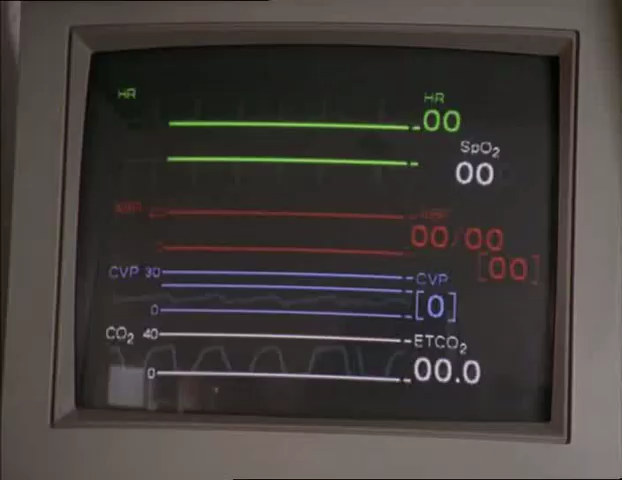 HR HR
00
SpO₂
00
ABP
00/00
[00]
CVP 30 CVP
0 [0]
CO₂ 40 ETCO₂
0 00.0